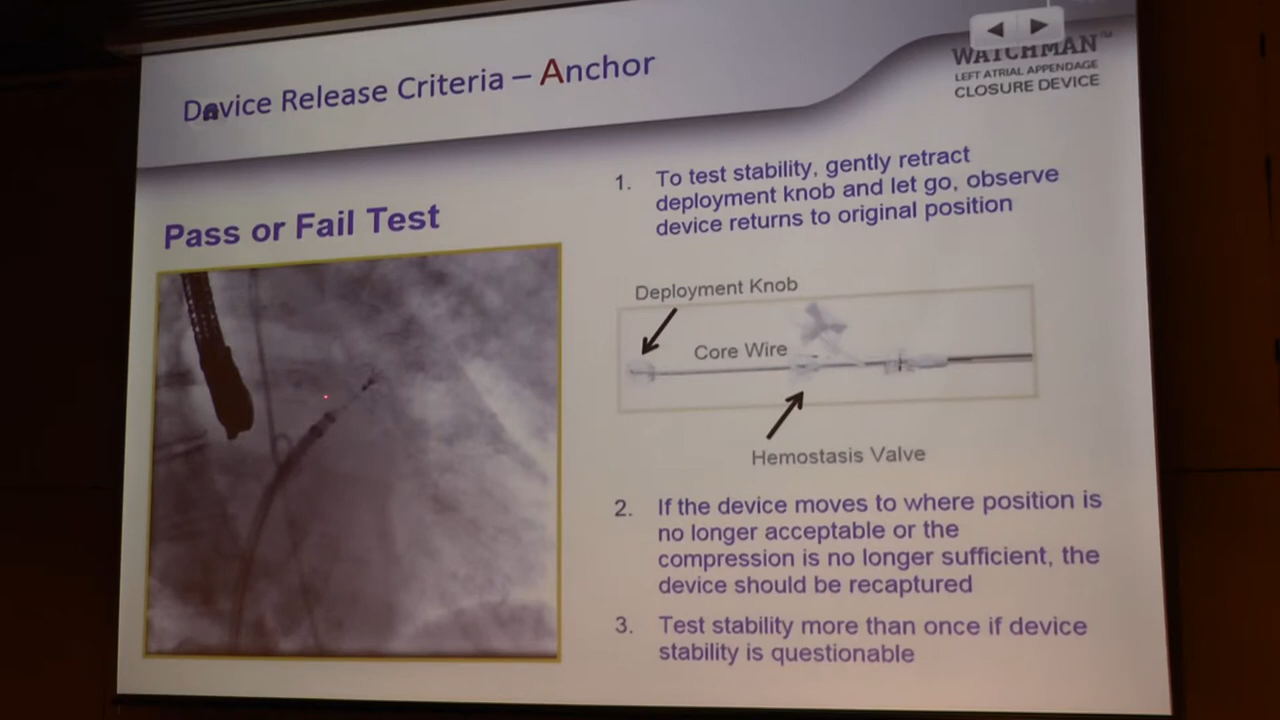 Device Release Criteria – Anchor
WATCHMAN™
LEFT ATRIAL APPENDAGE
CLOSURE DEVICE
Pass or Fail Test
1. To test stability, gently retract
deployment knob and let go, observe
device returns to original position
Deployment Knob
Core Wire
Hemostasis Valve
2. If the device moves to where position is
no longer acceptable or the
compression is no longer sufficient, the
device should be recaptured
3. Test stability more than once if device
stability is questionable